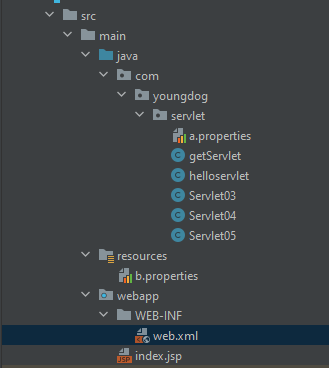 src
main
java
com
youngdog
servlet
a.properties
getServlet
helloservlet
Servlet03
Servlet04
Servlet05
resources
b.properties
webapp
WEB-INF
web.xml
index.jsp